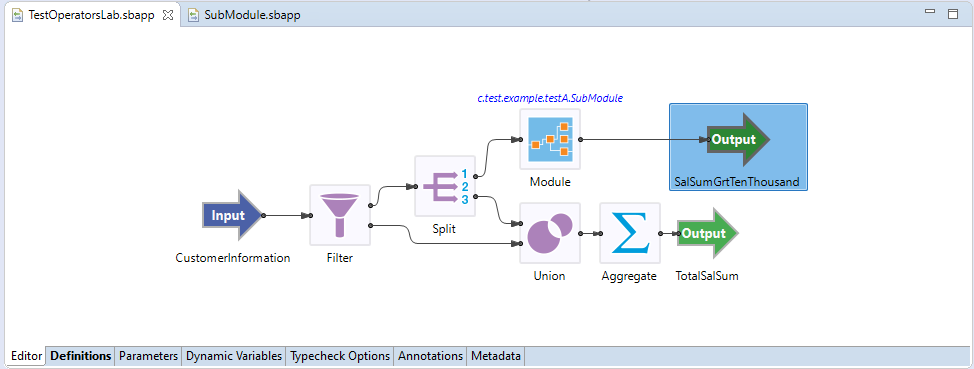 TestOperatorsLab.sbapp
SubModule.sbapp
c.test.example.testA.SubModule
Output
Module
SalSumGrtTenThousand
1
2
3
Split
Input
CustomerInformation
Filter
Union
Aggregate
Output
TotalSalSum
Editor Definitions Parameters Dynamic Variables Typecheck Options Annotations Metadata